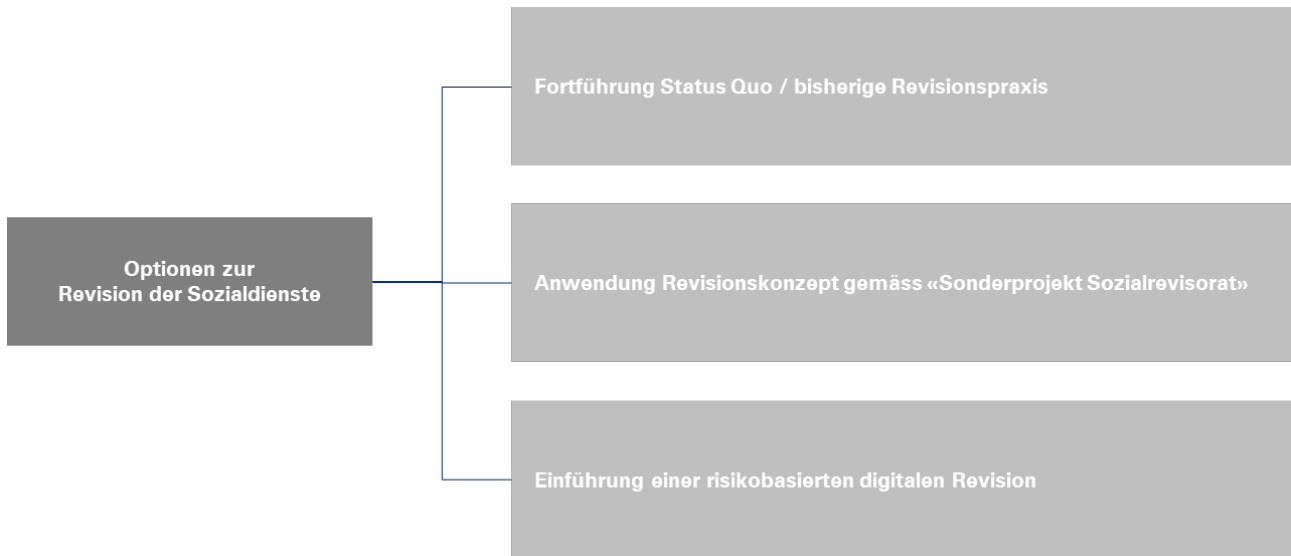 Fortführung Status Quo / bisherige Revisionspraxis
Optionen zur
Revision der Sozialdienste
Anwendung Revisionskonzept gemäss «Sonderprojekt Sozialrevisorat»
Einführung einer risikobasierten digitalen Revision